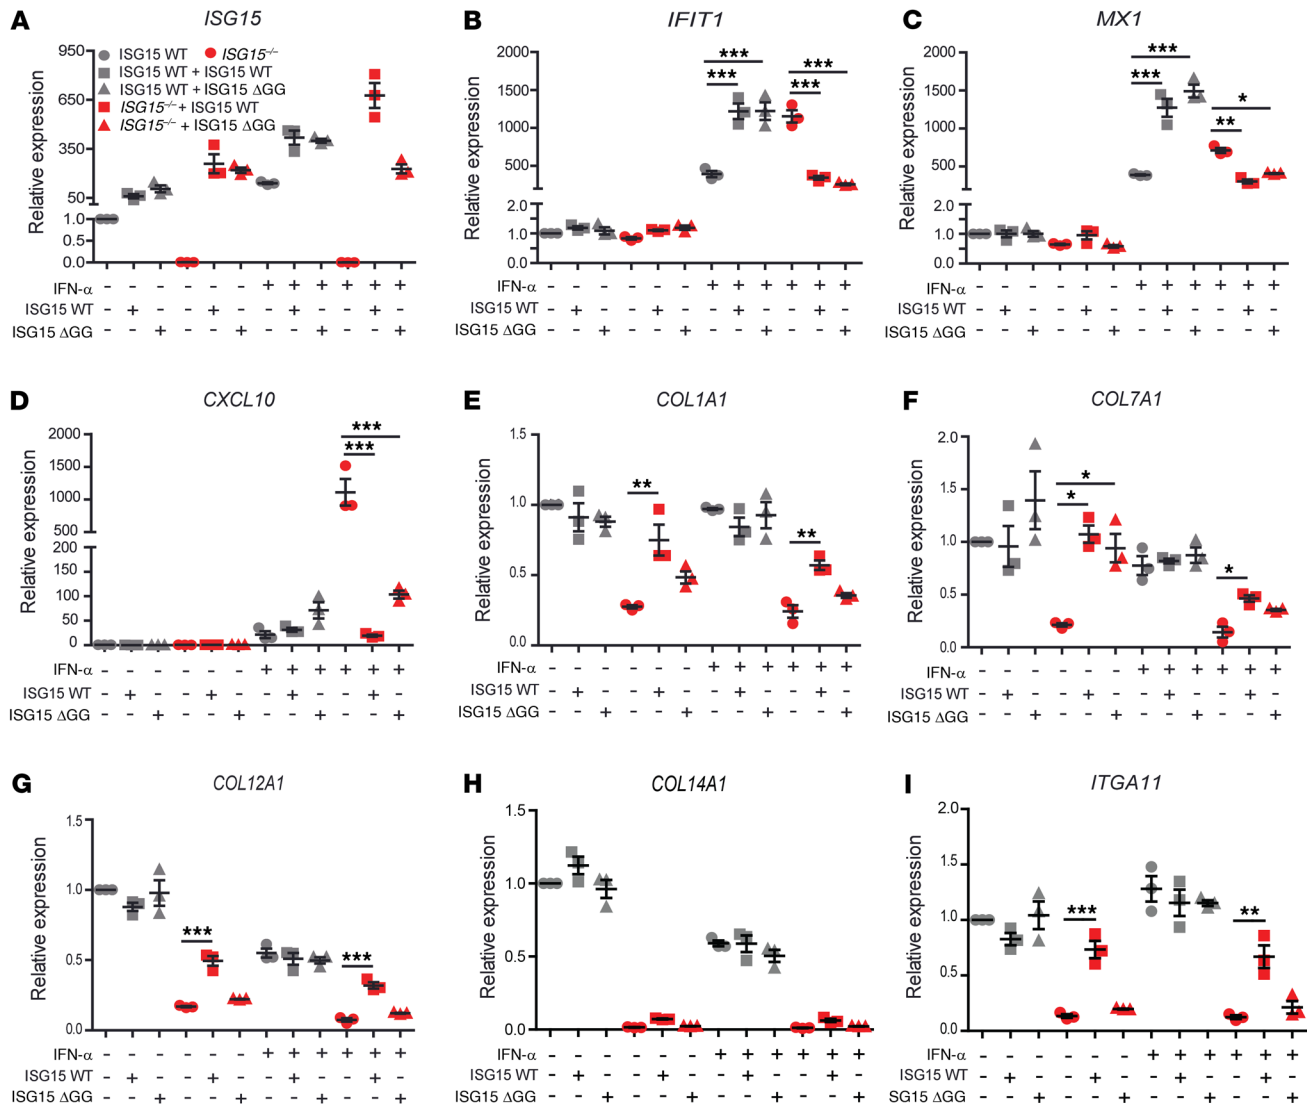 A ISG15
Relative expression
950
650
350
50
1.0
0.5
0.0
ISG15 WT ISG15-/-
ISG15 WT + ISG15 WT
ISG15 WT + ISG15 ΔGG
ISG15-/- + ISG15 WT
ISG15-/- + ISG15 ΔGG
IFN-α - - - - - - + + + + + +
ISG15 WT - + - - + - - + - - + -
ISG15 ΔGG - - + - - + - - + - - +
B IFIT1
Relative expression
2000
1500
1000
500
2.0
1.0
0.0
*** *** *** ***
IFN-α - - - - - - + + + + + +
ISG15 WT - + - - + - - + - - + -
ISG15 ΔGG - - + - - + - - + - - +
C MX1
Relative expression
2000
1500
1000
500
2.0
1.0
0.0
*** *** * **
IFN-α - - - - - - + + + + + +
ISG15 WT - + - - + - - + - - + -
ISG15 ΔGG - - + - - + - - + - - +
D CXCL10
Relative expression
2000
1500
1000
500
200
150
100
50
0
***
***
IFN-α - - - - - - + + + + + +
ISG15 WT - + - - + - - + - - + -
ISG15 ΔGG - - + - - + - - + - - +
E COL1A1
Relative expression
1.5
1.0
0.5
0.0
** **
IFN-α - - - - - - + + + + + +
ISG15 WT - + - - + - - + - - + -
ISG15 ΔGG - - + - - + - - + - - +
F COL7A1
Relative expression
2.0
1.5
1.0
0.5
0.0
* * *
IFN-α - - - - - - + + + + + +
ISG15 WT - + - - + - - + - - + -
ISG15 ΔGG - - + - - + - - + - - +
G COL12A1
Relative expression
1.5
1.0
0.5
0.0
*** ***
IFN-α - - - - - - + + + + + +
ISG15 WT - + - - + - - + - - + -
ISG15 ΔGG - - + - - + - - + - - +
H COL14A1
Relative expression
1.5
1.0
0.5
0.0
IFN-α - - - - - - + + + + + +
ISG15 WT - + - - + - - + - - + -
ISG15 ΔGG - - + - - + - - + - - +
I ITGA11
Relative expression
2.0
1.5
1.0
0.5
0.0
*** **
IFN-α - - - - - - + + + + + +
ISG15 WT - + - - + - - + - - + -
SG15 ΔGG - - + - - + - - + - - +